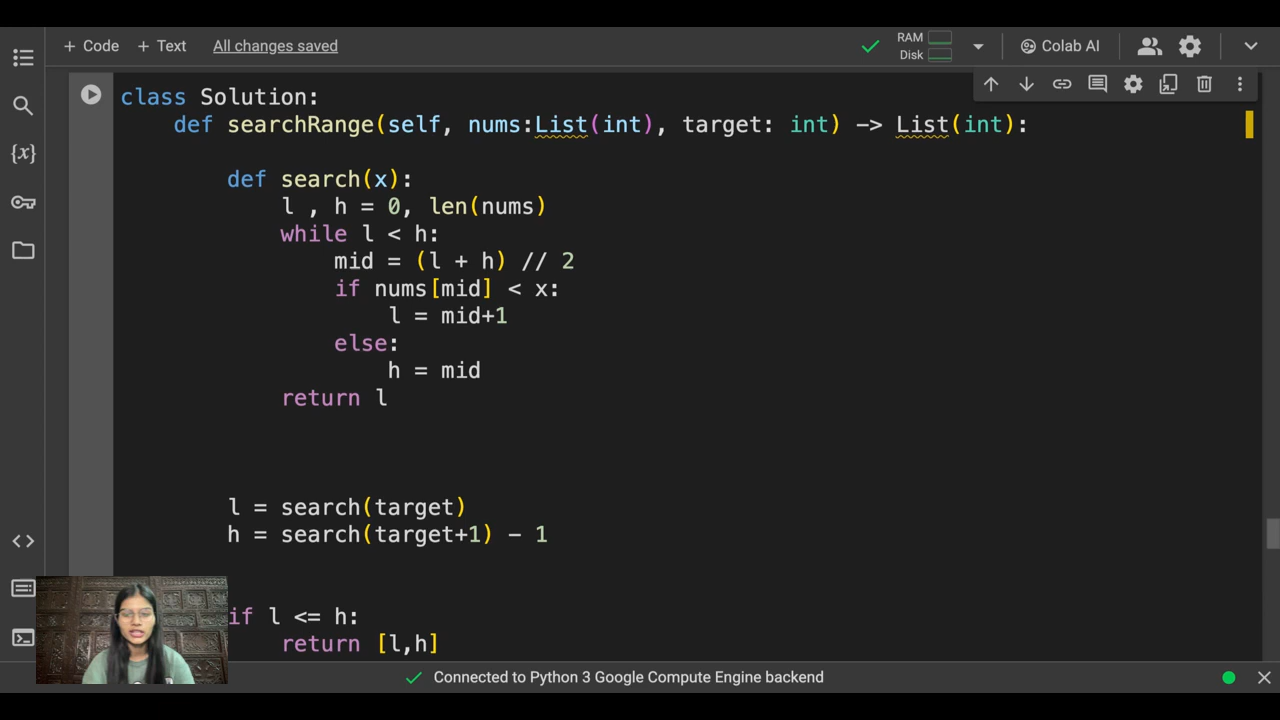 + Code + Text All changes saved RAM Disk Colab AI
class Solution:
def searchRange(self, nums:List(int), target: int) -> List(int):
def search(x):
l , h = 0, len(nums)
while l < h:
mid = (l + h) // 2
if nums[mid] < x:
l = mid+1
else:
h = mid
return l
l = search(target)
h = search(target+1) - 1
if l <= h:
return [l,h]
Connected to Python 3 Google Compute Engine backend